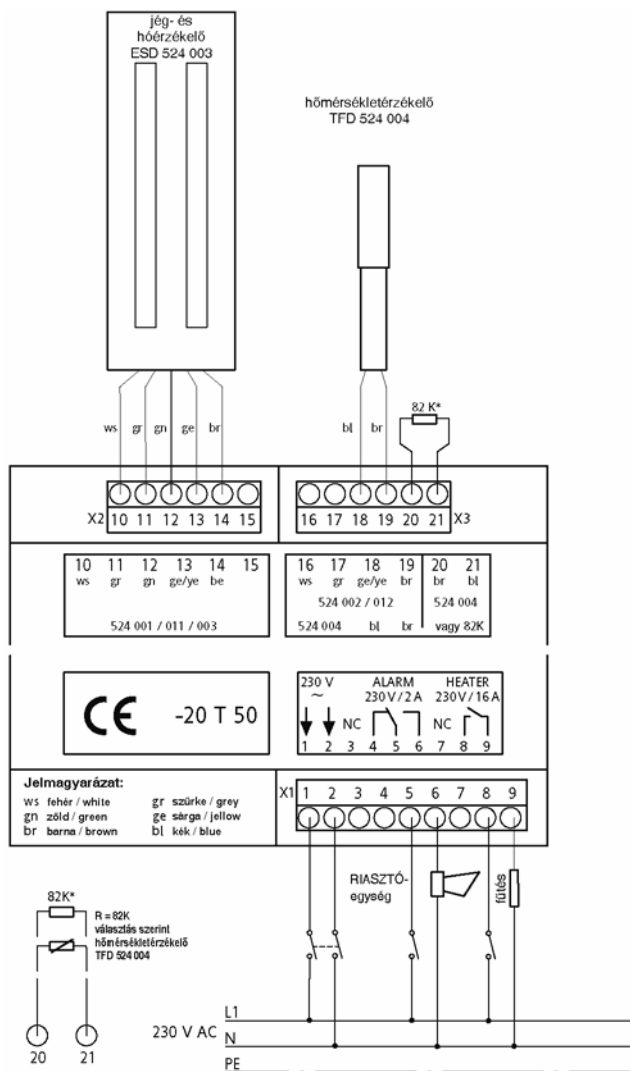 jég- és
hóérzékelő
ESD 524 003
hőmérsékletérzékelő
TFD 524 004
82 K*
ws gr gn ge br
bl br
X2 10 11 12 13 14 15
16 17 18 19 20 21 X3
10 11 12 13 14 15
ws gr gn ge/ye be
524 001 / 011 / 003
16 17 18 19 20 21
ws gr ge/ye br br bl
524 002 / 012 524 004
524 004 bl br vagy 82K
CE -20 T 50
230 V ALARM HEATER
~ 230V/2 A 230V/16A
NC NC
1 2 3 4 5 6 7 8 9
Jelmagyarázat:
ws fehér / white gr szürke / grey
gn zöld / green ge sárga / jellow
br barna / brown bl kék / blue
X1 1 2 3 4 5 6 7 8 9
RIASZTÓ-
egység
fűtés
82K*
R = 82K
választás szerint
hőmérsékletérzékelő
TFD 524 004
20 21
230 V AC
L1
N
PE